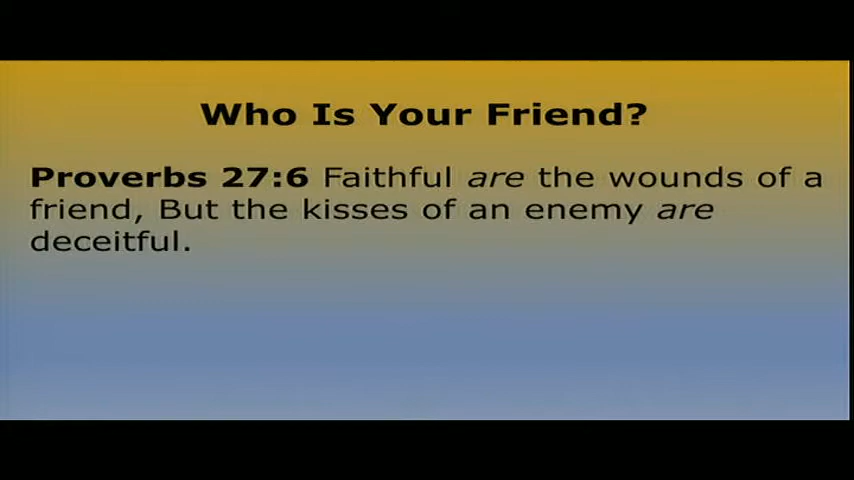 Who Is Your Friend?
Proverbs 27:6 Faithful are the wounds of a
friend, But the kisses of an enemy are
deceitful.